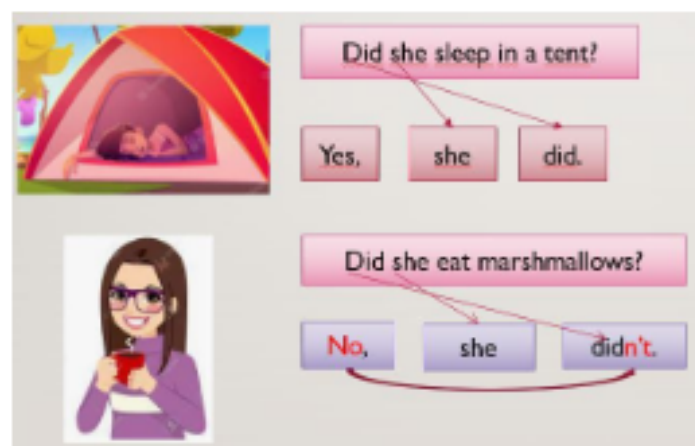 Did she sleep in a tent?
Yes, she did.
Did she eat marshmallows?
No, she didn't.